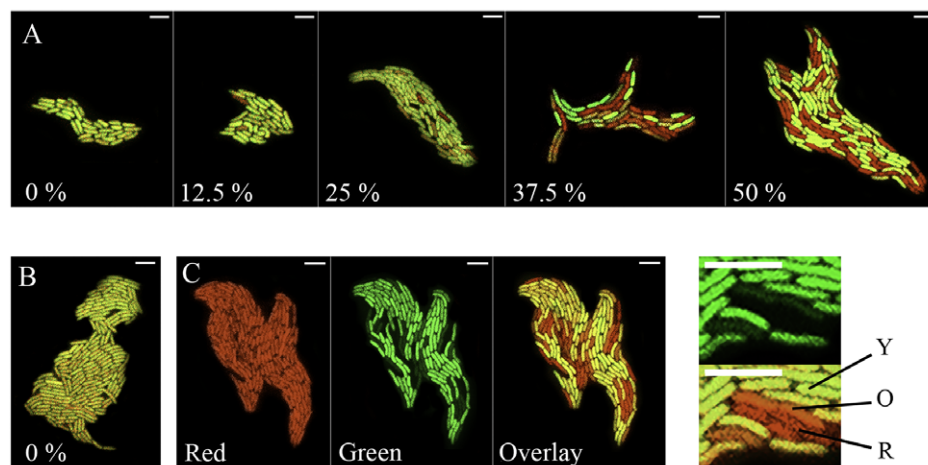 A
0 %
12.5 %
25 %
37.5 %
50 %
B
0 %
C
Red
Green
Overlay
Y
O
R